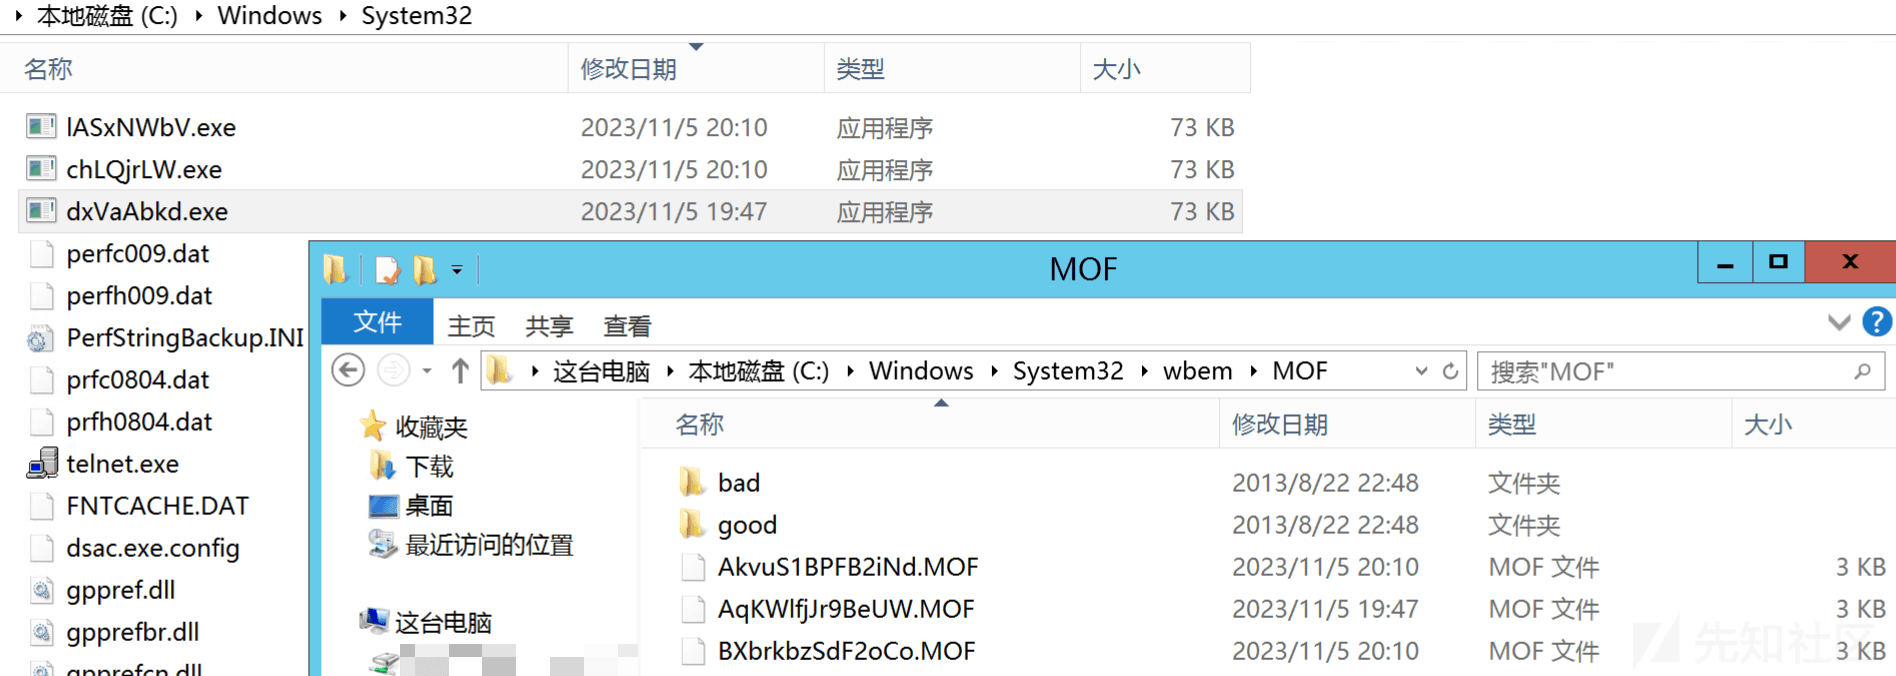 本地磁盘 (C:) Windows System32
名称 修改日期 类型 大小
lASxNWbV.exe 2023/11/5 20:10 应用程序 73 KB
chLQjrLW.exe 2023/11/5 20:10 应用程序 73 KB
dxVaAbkd.exe 2023/11/5 19:47 应用程序 73 KB
perfc009.dat
perfh009.dat
PerfStringBackup.INI
prfc0804.dat
prfh0804.dat
telnet.exe
FNTCACHE.DAT
dsac.exe.config
gppref.dll
gpprefbr.dll
gpprefcn.dll
MOF
文件 主页 共享 查看
这台电脑 本地磁盘 (C:) Windows System32 wbem MOF 搜索"MOF"
收藏夹
下载
桌面
最近访问的位置
这台电脑
名称 修改日期 类型 大小
bad 2013/8/22 22:48 文件夹
good 2013/8/22 22:48 文件夹
AkvuS1BPFB2iNd.MOF 2023/11/5 20:10 MOF 文件 3 KB
AqKWlfjJr9BeUW.MOF 2023/11/5 19:47 MOF 文件 3 KB
BXbrkbzSdF2oCo.MOF 2023/11/5 20:10 MOF 文件 3 KB
先知社区